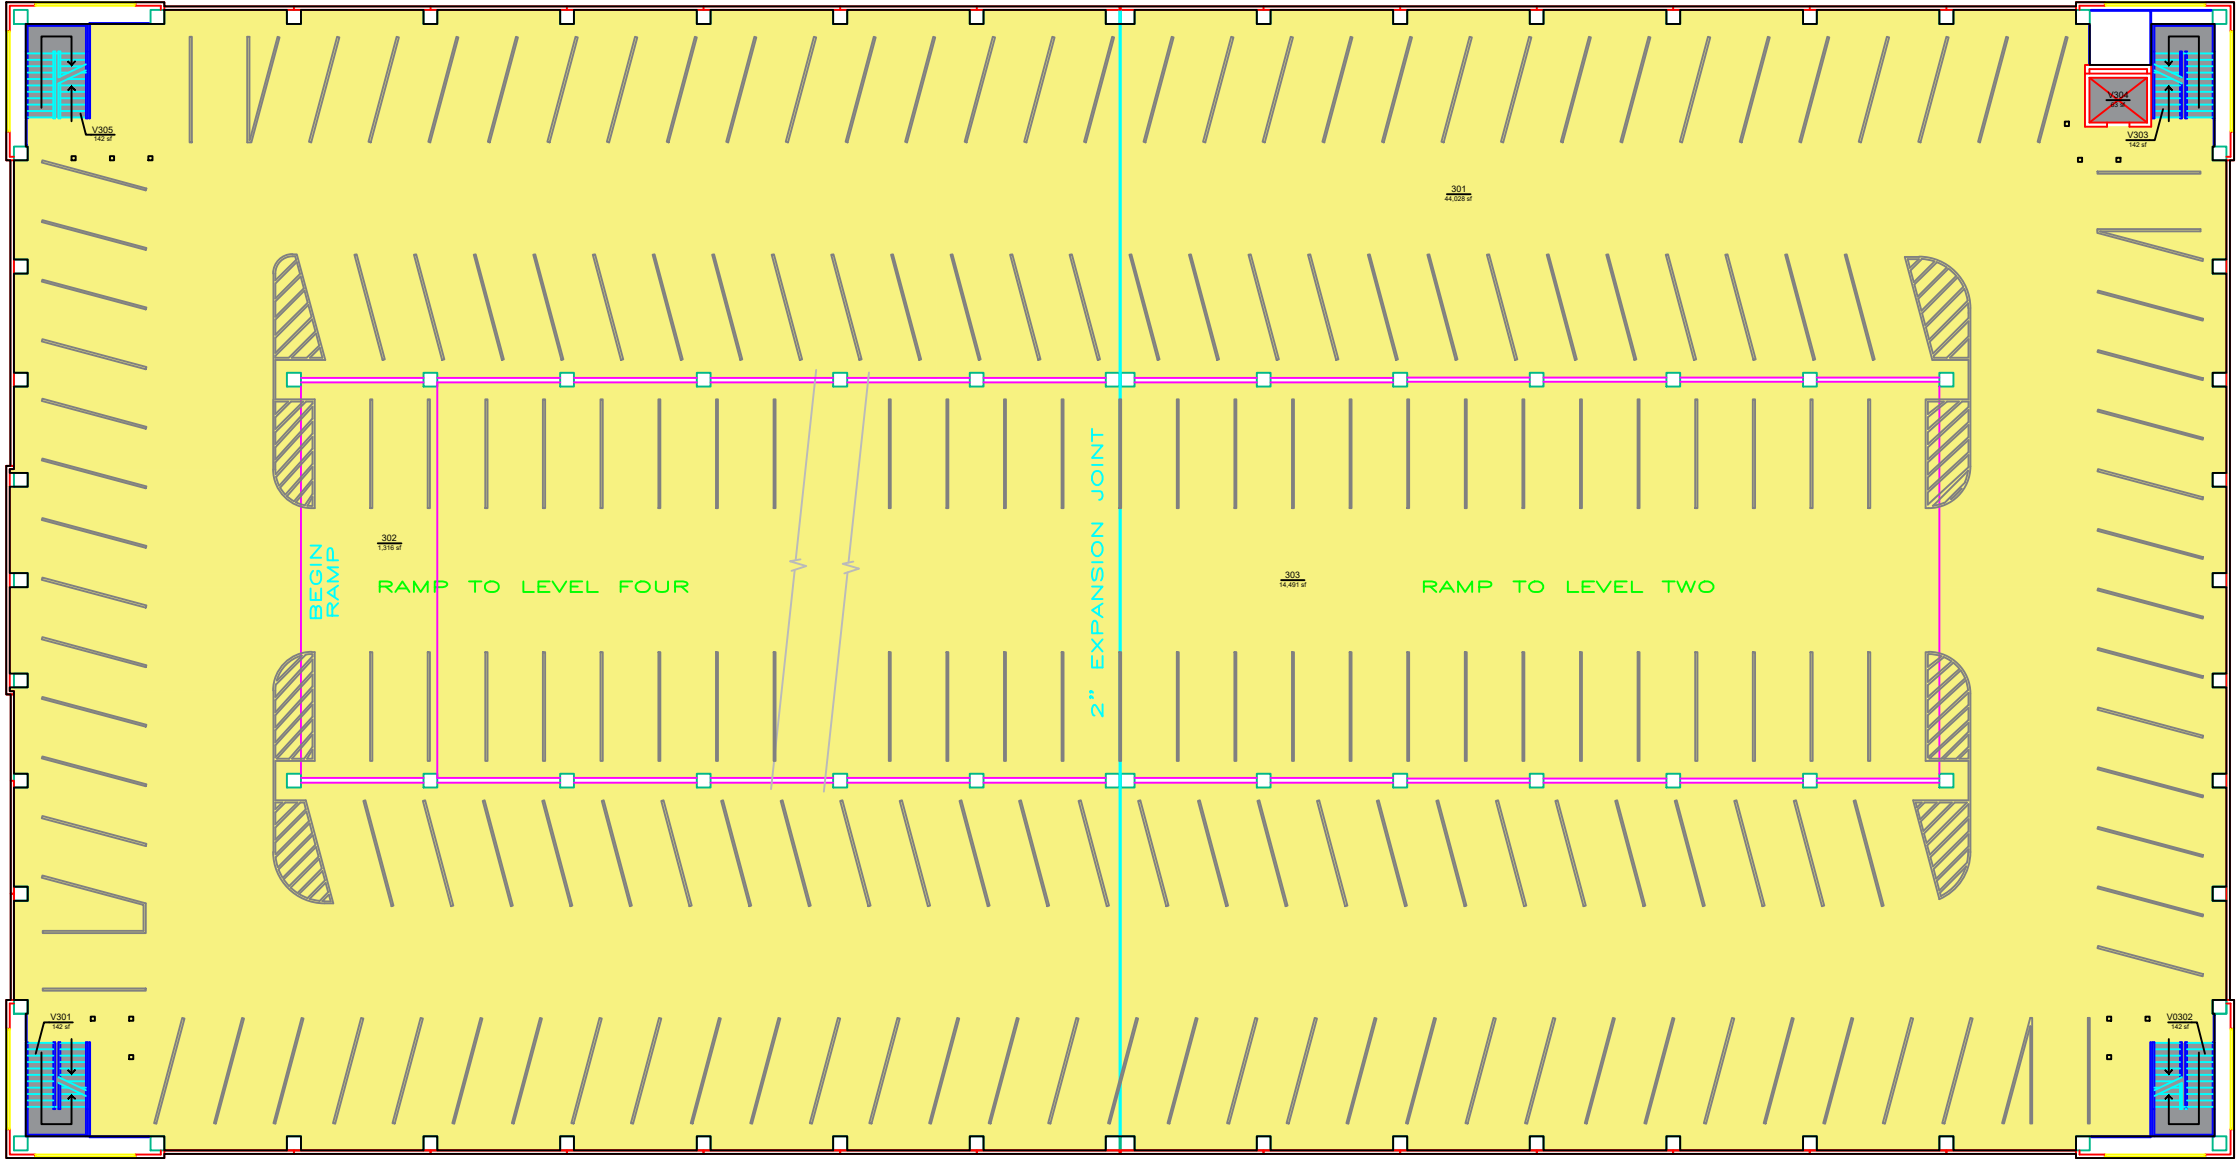 V305
142 sf
V304
63 sf
V303
142 sf
301
44,028 sf
302
1,316 sf
BEGIN
RAMP
RAMP TO LEVEL FOUR
2" EXPANSION JOINT
303
14,491 sf
RAMP TO LEVEL TWO
V301
142 sf
V0302
142 sf